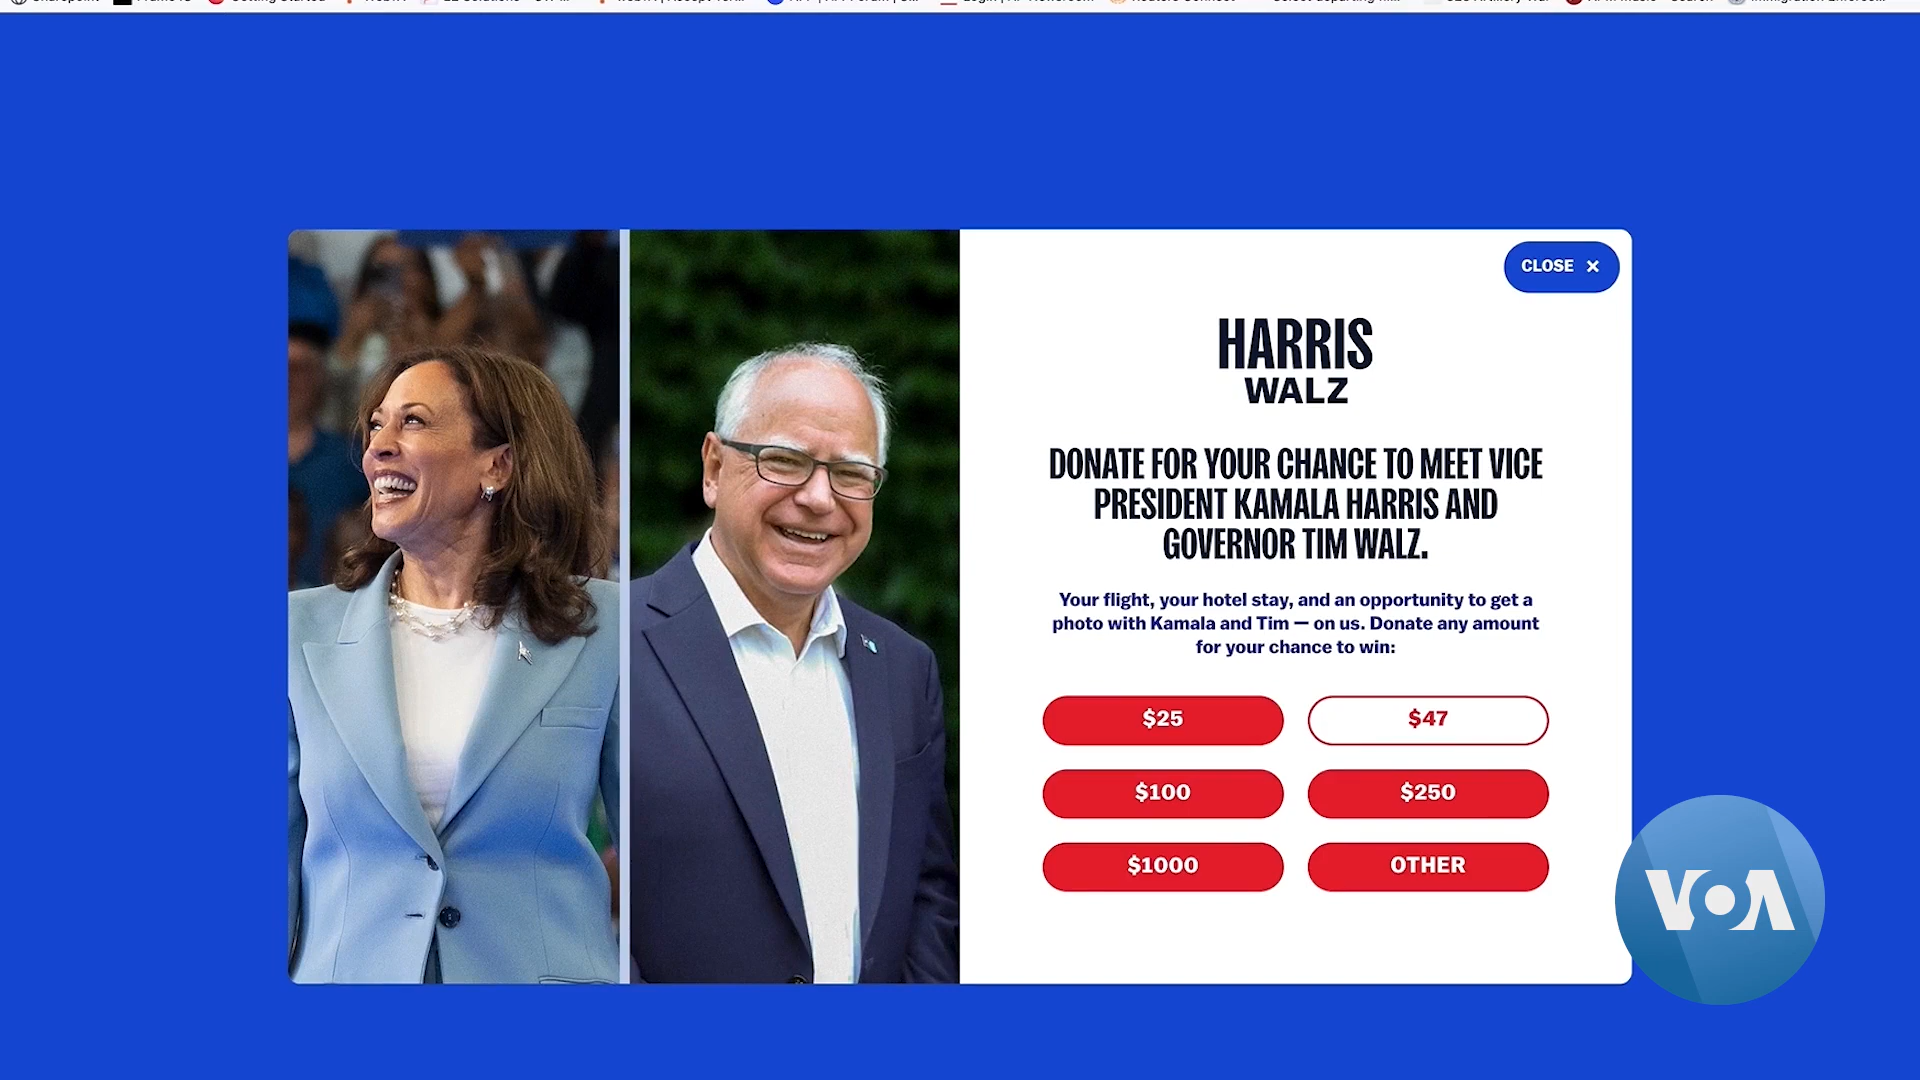 Getting Started
CLOSE ✕
HARRIS
WALZ
DONATE FOR YOUR CHANCE TO MEET VICE
PRESIDENT KAMALA HARRIS AND
GOVERNOR TIM WALZ.
Your flight, your hotel stay, and an opportunity to get a
photo with Kamala and Tim — on us. Donate any amount
for your chance to win:
$25
$47
$100
$250
$1000
OTHER
VOA